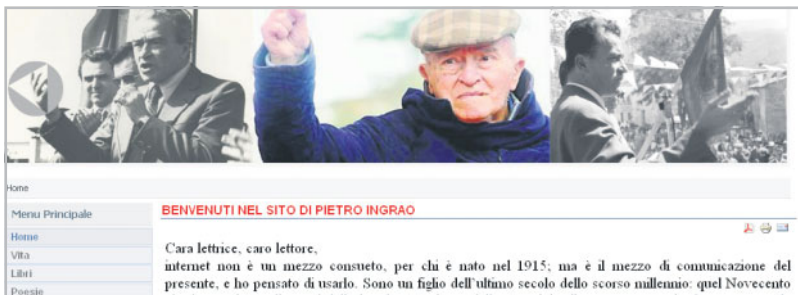 Home
Menu Principale
BENVENUTI NEL SITO DI PIETRO INGRAO
Home
Vita
Libri
Poesie
Cara lettrice, caro lettore,
internet non è un mezzo consueto, per chi è nato nel 1915; ma è il mezzo di comunicazione del
presente, e ho pensato di usarlo. Sono un figlio dell'ultimo secolo dello scorso millennio: quel Novecento